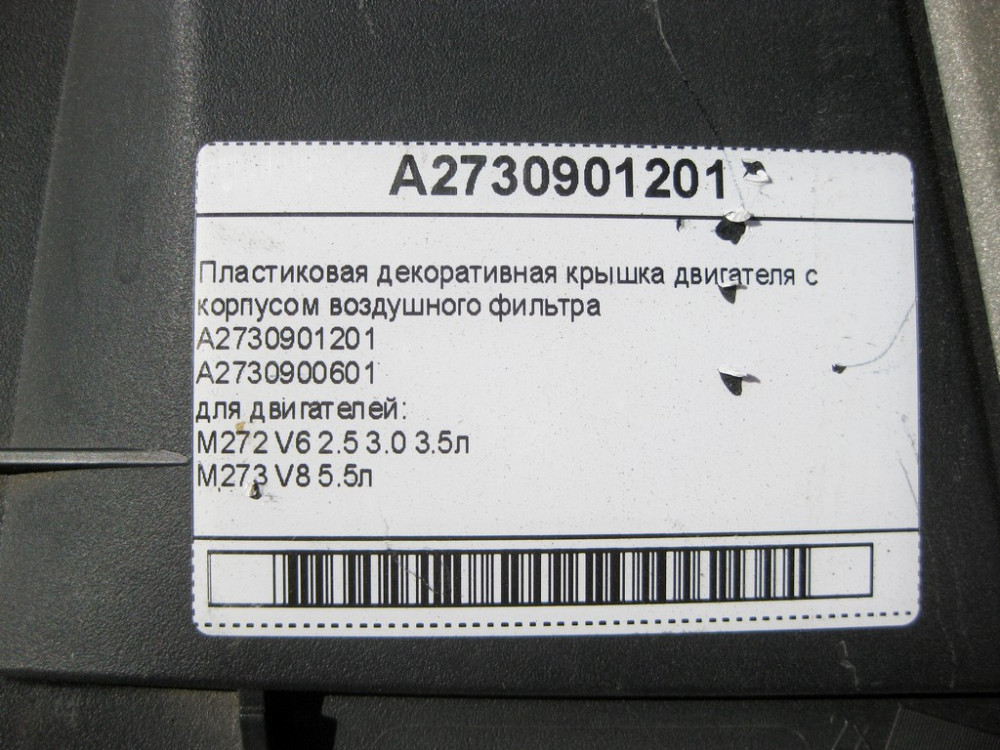 A2730901201
Пластиковая декоративная крышка двигателя с
корпусом воздушного фильтра
A2730901201
A2730900601
для двигателей:
M272 V6 2.5 3.0 3.5л
M273 V8 5.5л